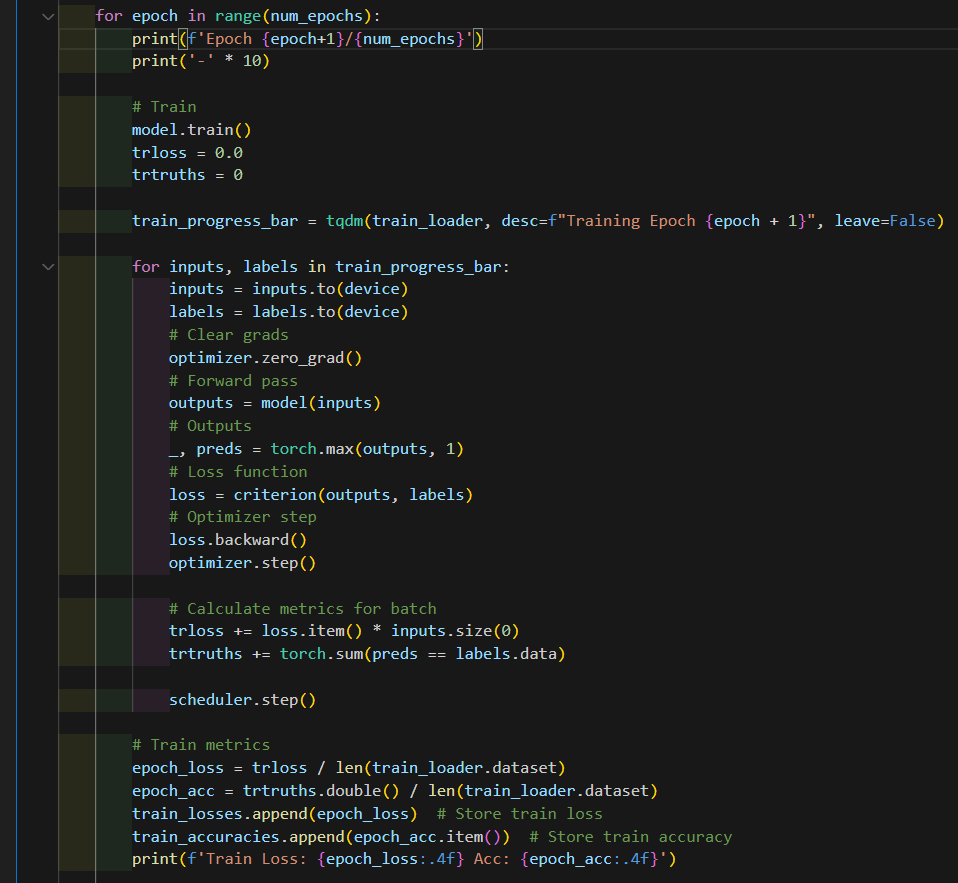 for epoch in range(num_epochs):
print(f'Epoch {epoch+1}/{num_epochs}')
print('-' * 10)
# Train
model.train()
trloss = 0.0
trtruths = 0
train_progress_bar = tqdm(train_loader, desc=f"Training Epoch {epoch + 1}", leave=False)
for inputs, labels in train_progress_bar:
inputs = inputs.to(device)
labels = labels.to(device)
# Clear grads
optimizer.zero_grad()
# Forward pass
outputs = model(inputs)
# Outputs
_, preds = torch.max(outputs, 1)
# Loss function
loss = criterion(outputs, labels)
# Optimizer step
loss.backward()
optimizer.step()
# Calculate metrics for batch
trloss += loss.item() * inputs.size(0)
trtruths += torch.sum(preds == labels.data)
scheduler.step()
# Train metrics
epoch_loss = trloss / len(train_loader.dataset)
epoch_acc = trtruths.double() / len(train_loader.dataset)
train_losses.append(epoch_loss)  # Store train loss
train_accuracies.append(epoch_acc.item())  # Store train accuracy
print(f'Train Loss: {epoch_loss:.4f} Acc: {epoch_acc:.4f}')